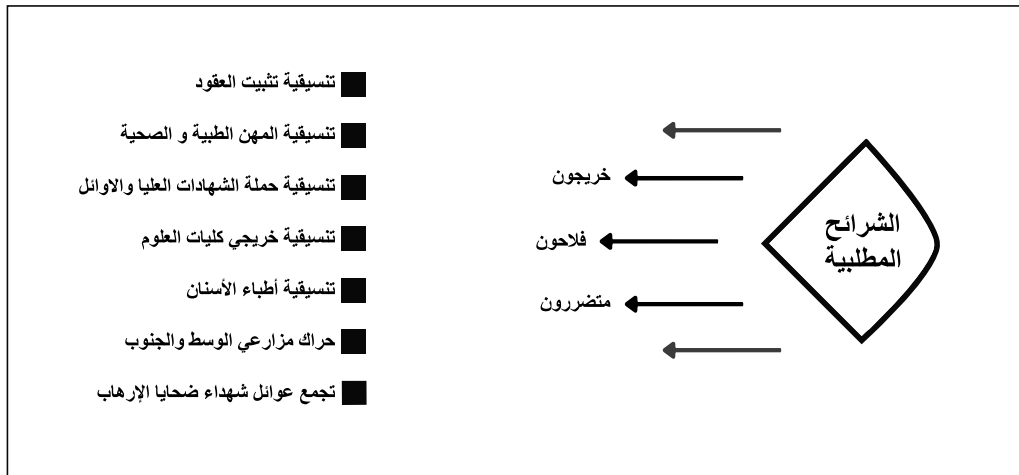 الشرائح
المطلبية
خريجون
فلاحون
متضررون
تنسيقية تثبيت العقود
تنسيقية المهن الطبية و الصحية
تنسيقية حملة الشهادات العليا والاوائل
تنسيقية خريجي كليات العلوم
تنسيقية أطباء الأسنان
حراك مزارعي الوسط والجنوب
تجمع عوائل شهداء ضحايا الإرهاب